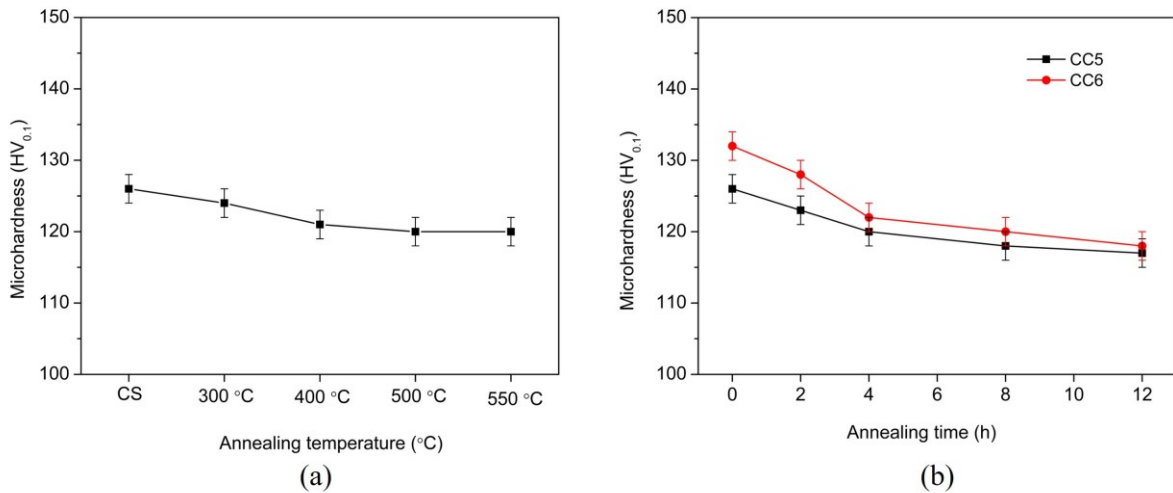 150
140
130
120
110
100
Microhardness (HV0.1)
CS
300 °C
400 °C
500 °C
550 °C
Annealing temperature (°C)
(a)
150
140
130
120
110
100
Microhardness (HV0.1)
CC5
CC6
0 2 4 6 8 10 12
Annealing time (h)
(b)